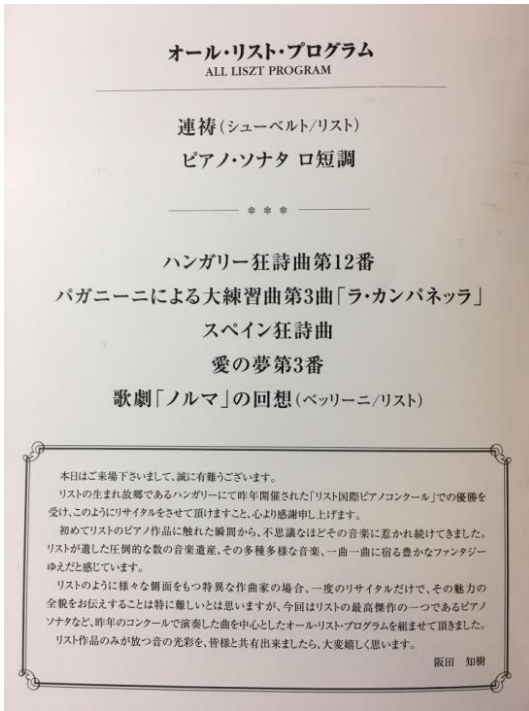 オール・リスト・プログラム
ALL LISZT PROGRAM
連祷(シューベルト/リスト)
ピアノ・ソナタ ロ短調
＊＊＊
ハンガリー狂詩曲第12番
パガニーニによる大練習曲第3曲「ラ・カンパネッラ」
スペイン狂詩曲
愛の夢第3番
歌劇「ノルマ」の回想(ベッリーニ/リスト)
本日はご来場下さいまして、誠に有難うございます。
リストの生まれ故郷であるハンガリーにて昨年開催された「リスト国際ピアノコンクール」での優勝を
受け、このようにリサイタルをさせて頂けますこと、心より感謝申し上げます。
初めてリストのピアノ作品に触れた瞬間から、不思議なほどその音楽に惹かれ続けてきました。
リストが遺した圧倒的な数の音楽遺産、その多種多様な音楽、一曲一曲に宿る豊かなファンタジー
ゆえだと感じています。
リストのように様々な側面をもつ特異な作曲家の場合、一度のリサイタルだけで、その魅力の
全貌をお伝えすることは特に難しいとは思いますが、今回はリストの最高傑作の一つであるピアノ
ソナタなど、昨年のコンクールで演奏した曲を中心としたオール・リスト・プログラムを組ませて頂きました。
リスト作品のみが放つ音の光彩を、皆様と共有出来ましたら、大変嬉しく思います。
阪田 知樹